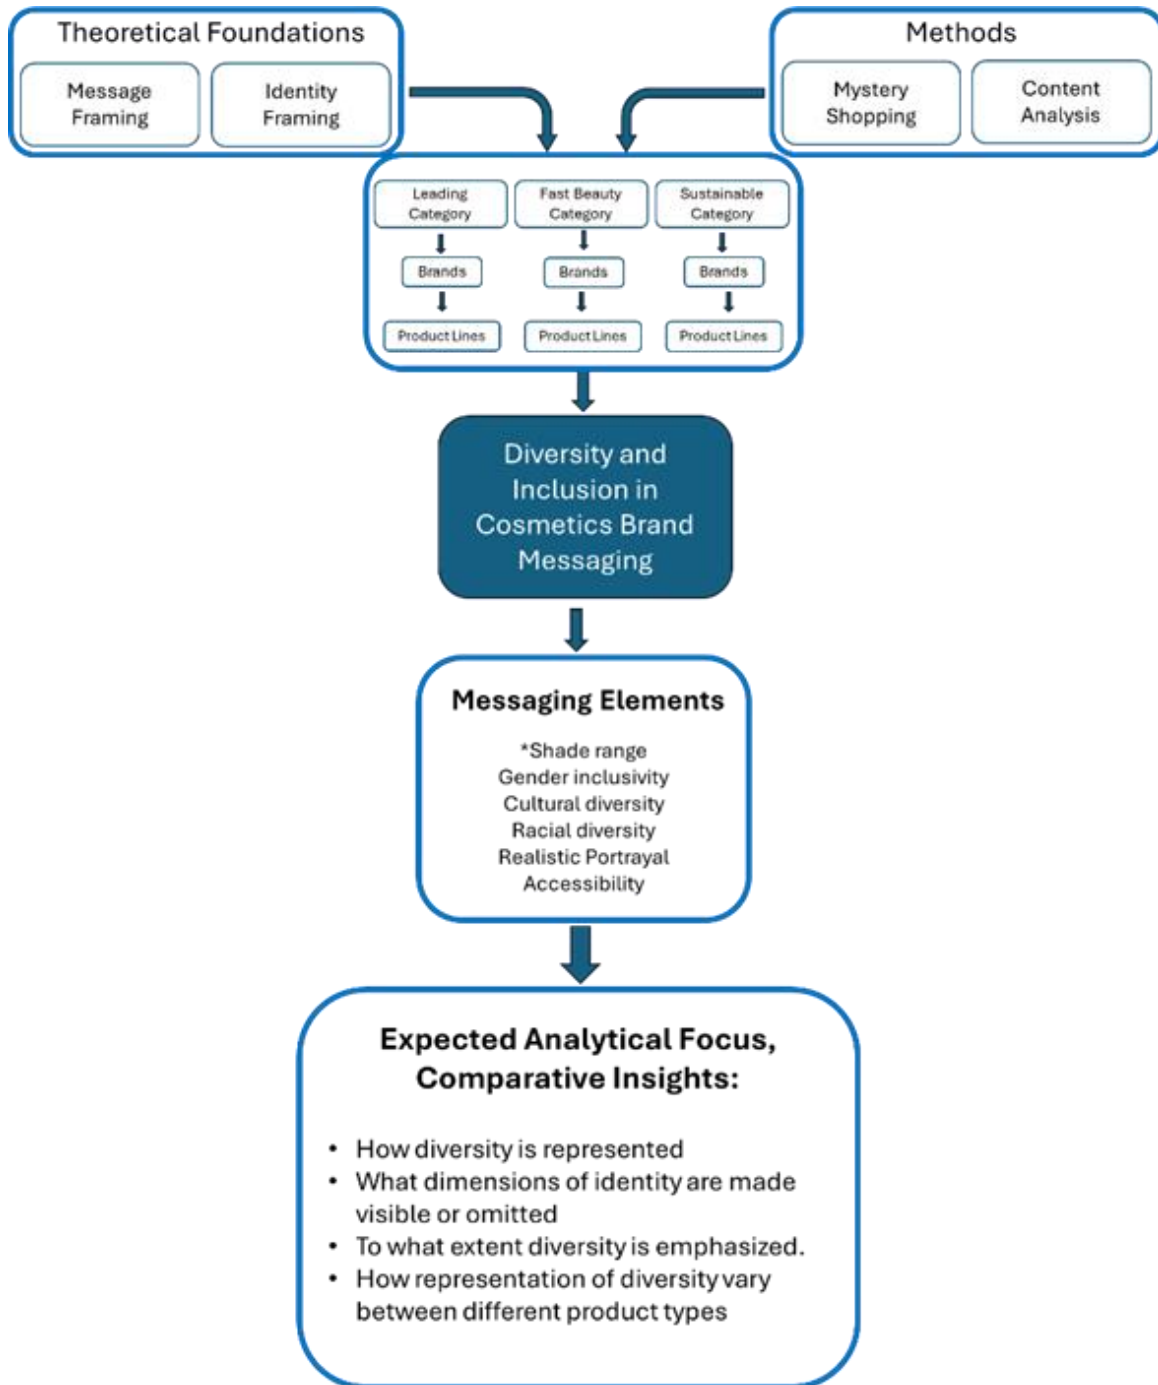 Theoretical Foundations
Message
Framing
Identity
Framing
Methods
Mystery
Shopping
Content
Analysis
Leading
Category
Fast Beauty
Category
Sustainable
Category
Brands
Brands
Brands
Product Lines
Product Lines
Product Lines
Diversity and
Inclusion in
Cosmetics Brand
Messaging
Messaging Elements
*Shade range
Gender inclusivity
Cultural diversity
Racial diversity
Realistic Portrayal
Accessibility
Expected Analytical Focus,
Comparative Insights:
• How diversity is represented
• What dimensions of identity are made
visible or omitted
• To what extent diversity is emphasized.
• How representation of diversity vary
between different product types